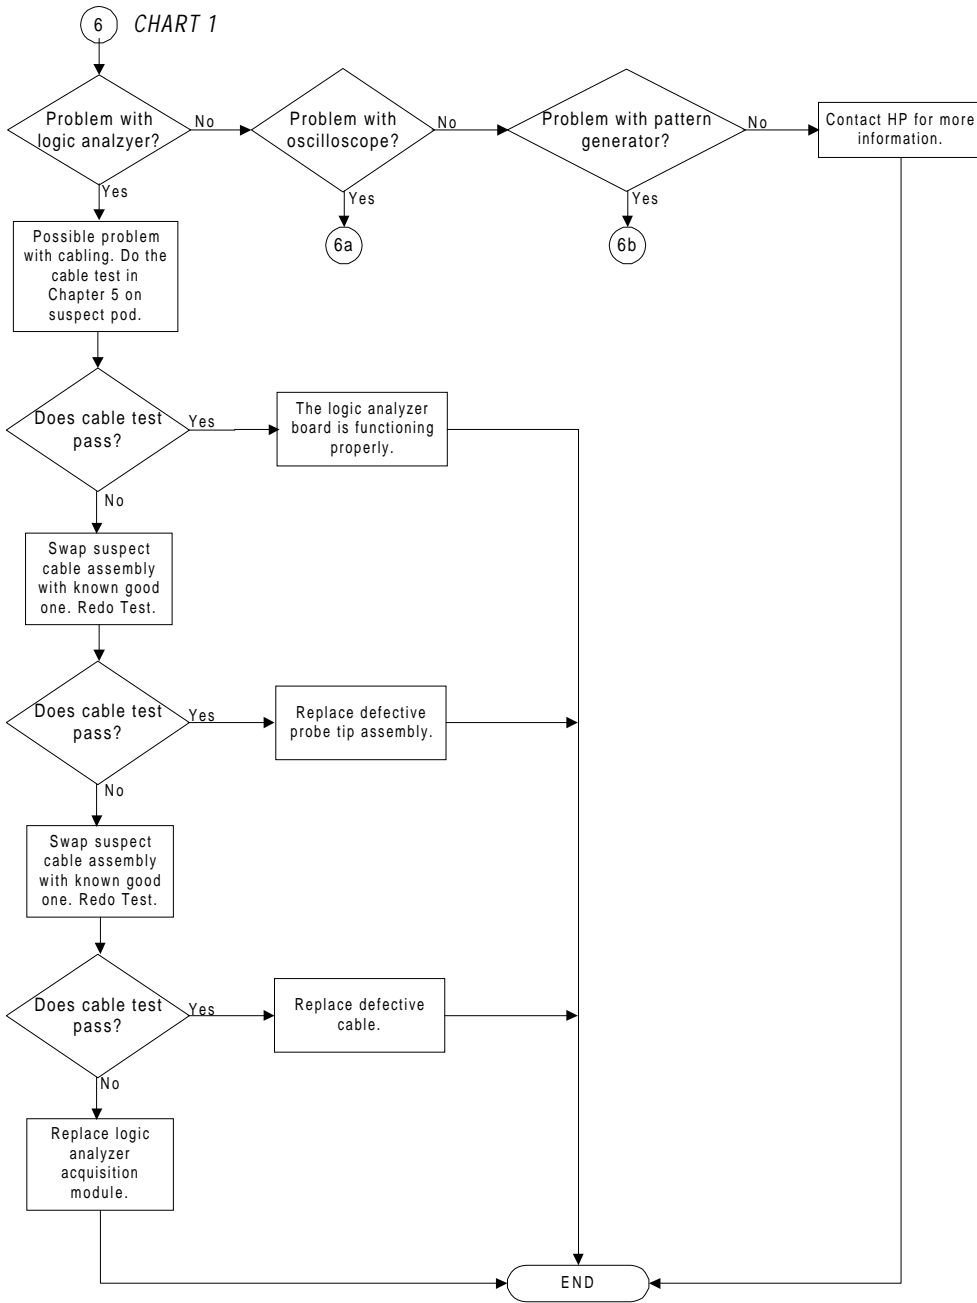 6 CHART 1
Problem with
logic analzyer?
No
Problem with
oscilloscope?
No
Problem with pattern
generator?
No
Contact HP for more
information.
Yes
Yes
Yes
6a
6b
Possible problem
with cabling. Do the
cable test in
Chapter 5 on
suspect pod.
Does cable test
pass?
Yes
The logic analyzer
board is functioning
properly.
No
Swap suspect
cable assembly
with known good
one. Redo Test.
Does cable test
pass?
Yes
Replace defective
probe tip assembly.
No
Swap suspect
cable assembly
with known good
one. Redo Test.
Does cable test
pass?
Yes
Replace defective
cable.
No
Replace logic
analyzer
acquisition
module.
END